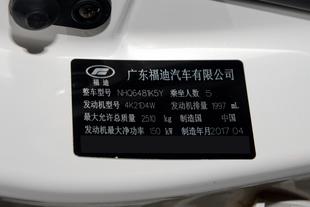 广东福迪汽车有限公司
福迪
整车型号 NHQ6481K5Y 乘坐人数 5
发动机型号 4K21D4W 发动机排量 1997 mL
最大允许总质量 2510 kg 制造国 中国
发动机最大净功率 150 kW 制造年月 2017 04